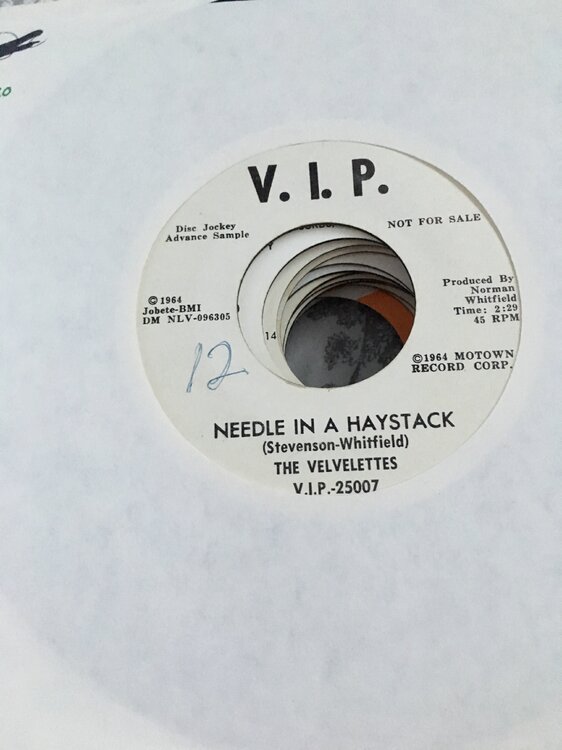 V. I. P.
Disc Jockey
Advance Sample
NOT FOR SALE
©1964
Jobete-BMI
DM NLV-096305
Produced By
Norman
Whitfield
Time: 2:29
45 RPM
14
12
©1964 MOTOWN
RECORD CORP.
NEEDLE IN A HAYSTACK
(Stevenson-Whitfield)
THE VELVELETTES
V.I.P.-25007